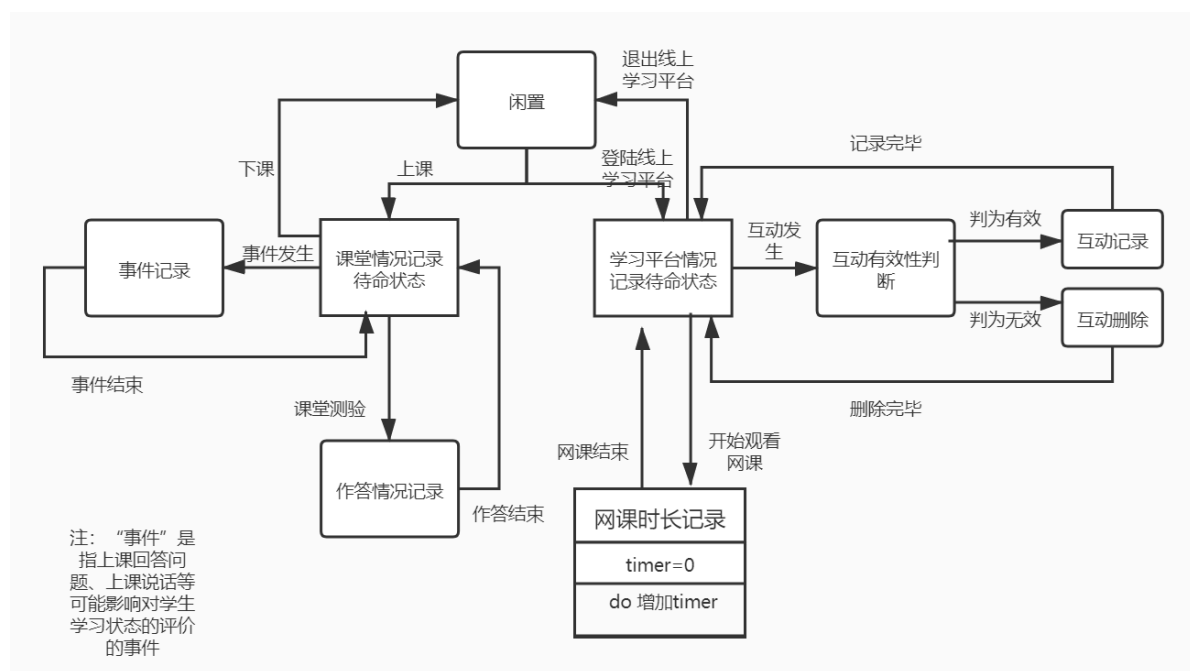 退出线上
学习平台
闲置
记录完毕
登陆线上
学习平台
下课
上课
判为有效
互动发
生
互动记录
事件发生
课堂情况记录
待命状态
学习平台情况
记录待命状态
互动有效性判
断
事件记录
判为无效
互动删除
事件结束
课堂测验
删除完毕
开始观看
网课
网课结束
作答情况记录
作答结束
网课时长记录
timer=0
do 增加timer
注：“事件”是
指上课回答问
题、上课说话等
可能影响对学生
学习状态的评价
的事件